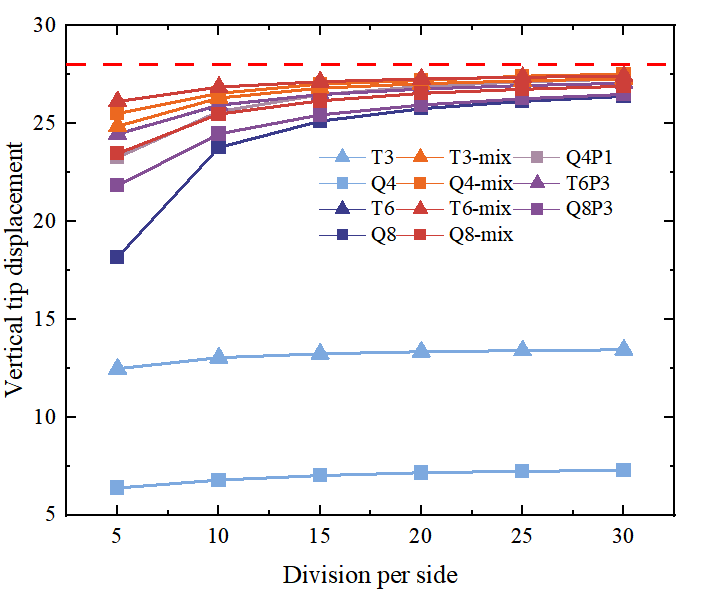 30
25
20
15
10
5
Vertical tip displacement
T3 T3-mix Q4P1
Q4 Q4-mix T6P3
T6 T6-mix Q8P3
Q8 Q8-mix
5 10 15 20 25 30
Division per side